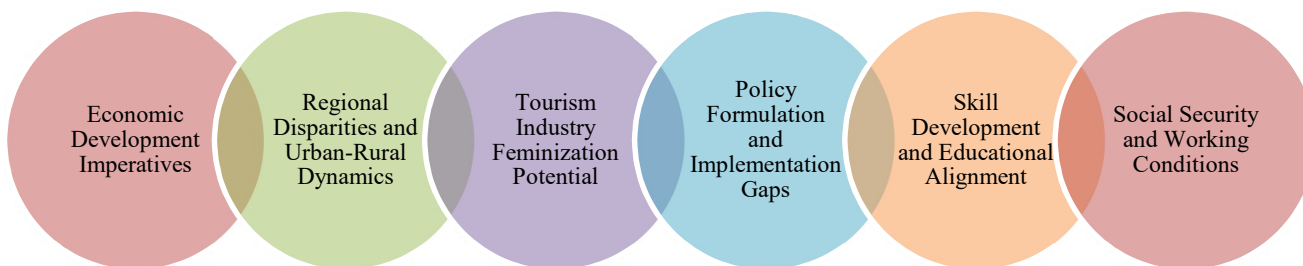 Economic
Development
Imperatives
Regional
Disparities and
Urban-Rural
Dynamics
Tourism
Industry
Feminization
Potential
Policy
Formulation
and
Implementation
Gaps
Skill
Development
and Educational
Alignment
Social Security
and Working
Conditions